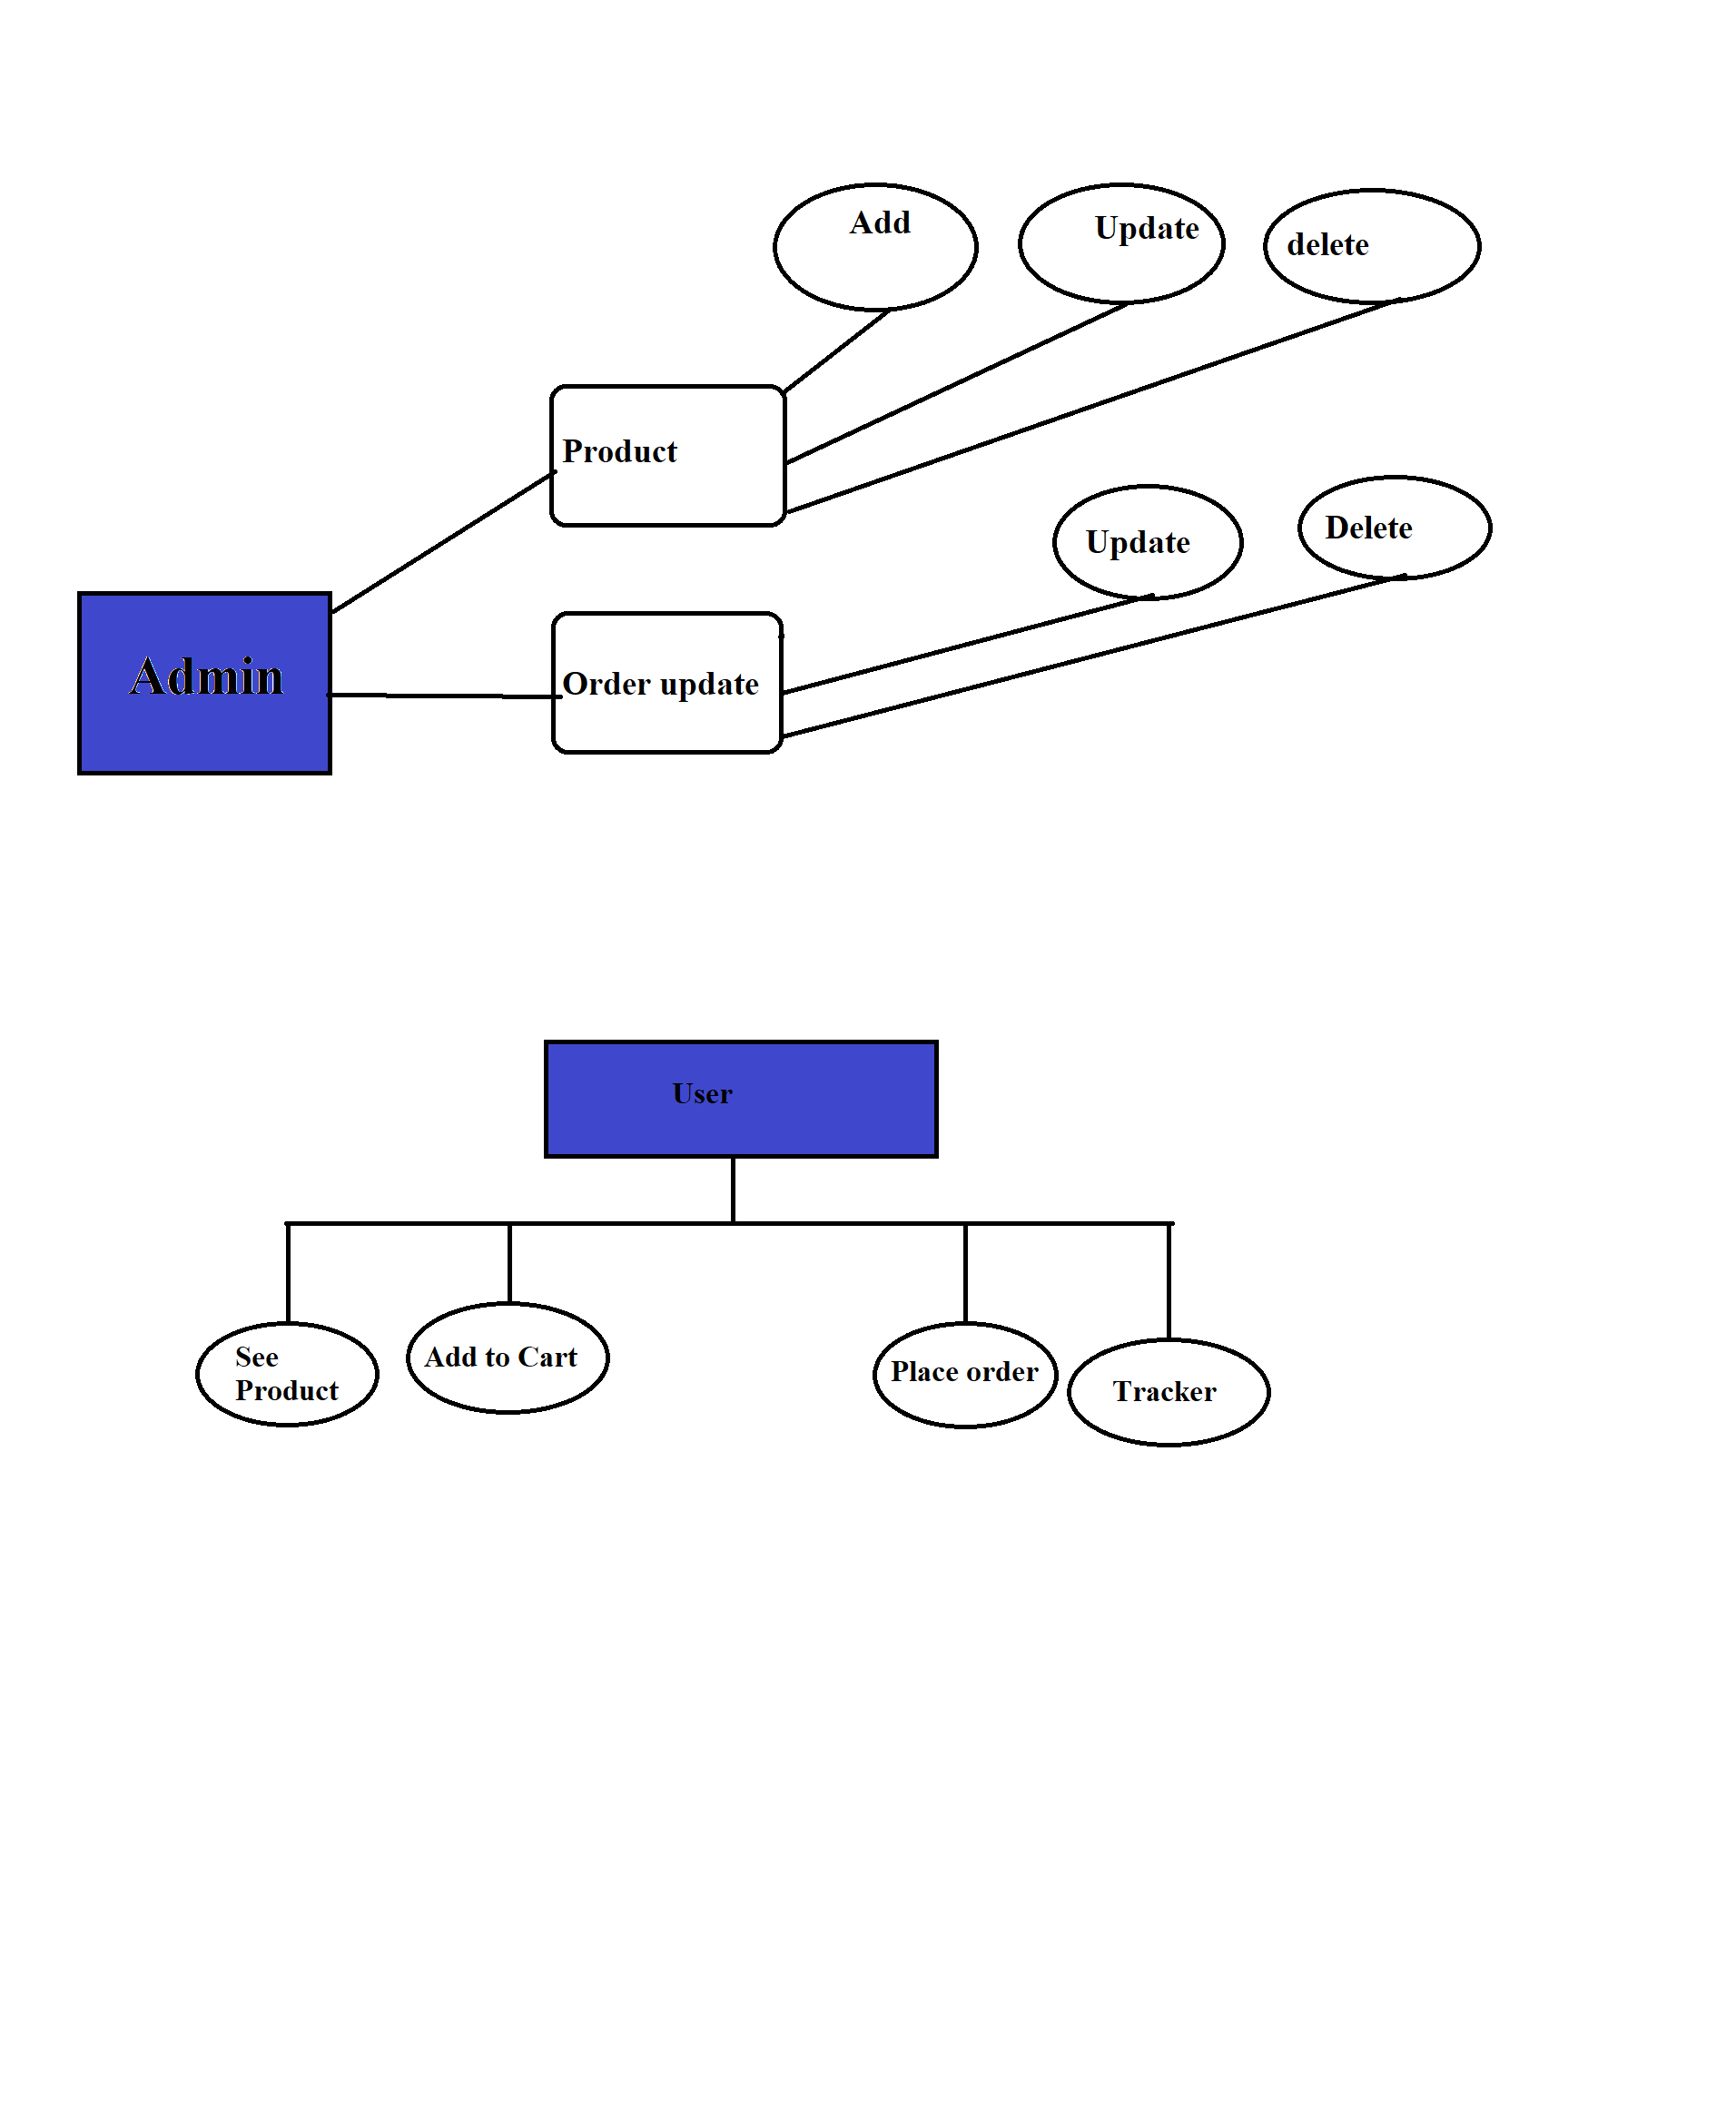 Add
Update
delete
Product
Update
Delete
Admin
Order update
User
See
Product
Add to Cart
Place order
Tracker